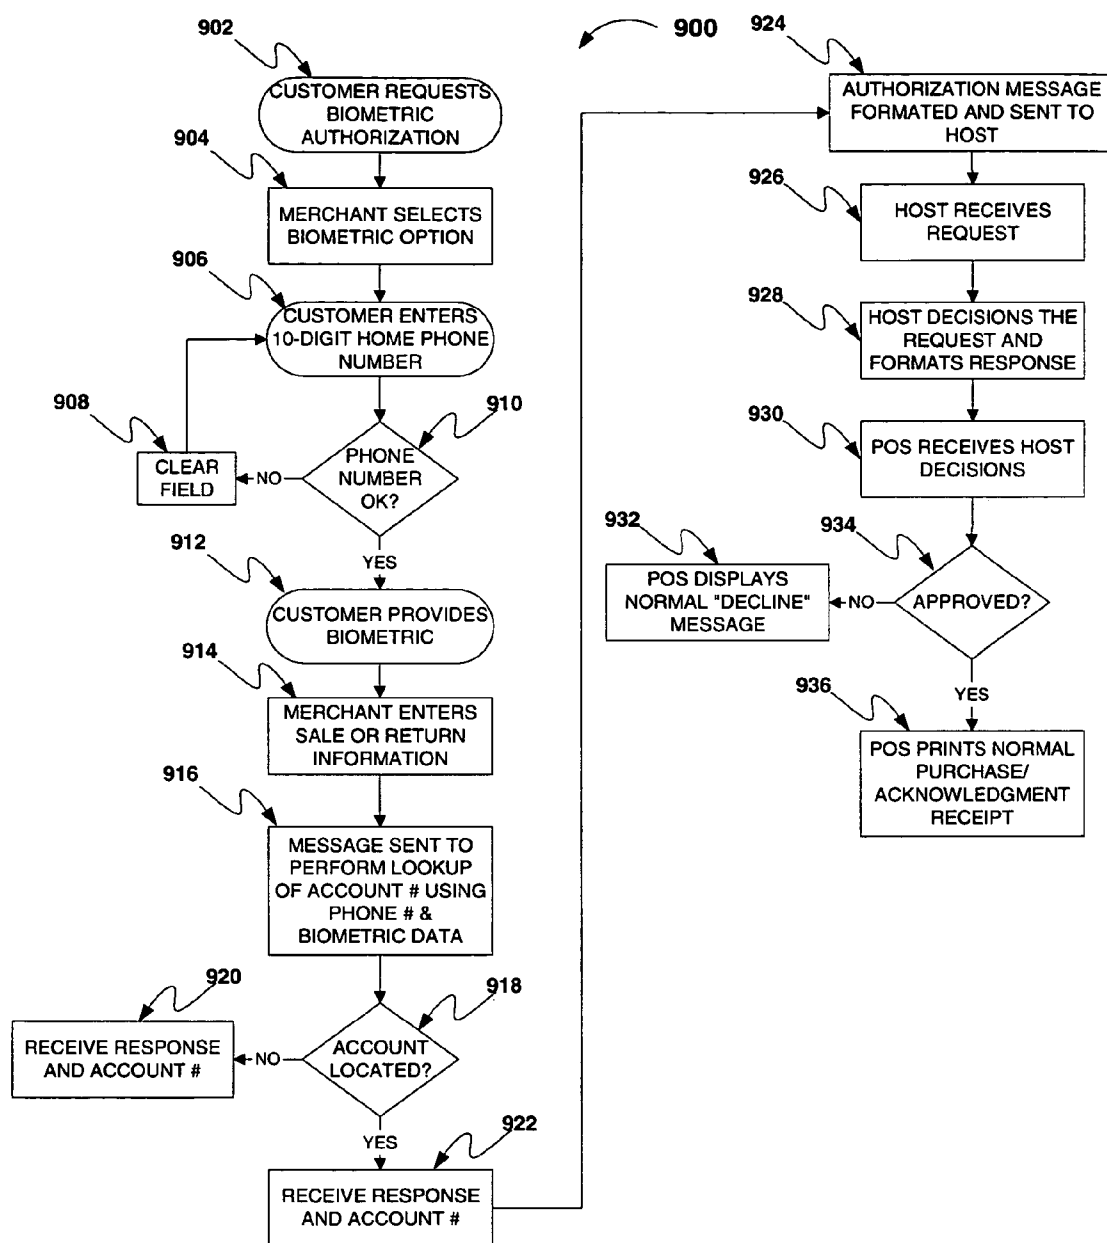 902
CUSTOMER REQUESTS
BIOMETRIC
AUTHORIZATION
904
MERCHANT SELECTS
BIOMETRIC OPTION
906
CUSTOMER ENTERS
10-DIGIT HOME PHONE
NUMBER
908
CLEAR
FIELD
NO
910
PHONE
NUMBER
OK?
YES
912
CUSTOMER PROVIDES
BIOMETRIC
914
MERCHANT ENTERS
SALE OR RETURN
INFORMATION
916
MESSAGE SENT TO
PERFORM LOOKUP
OF ACCOUNT # USING
PHONE # &
BIOMETRIC DATA
918
ACCOUNT
LOCATED?
NO
920
RECEIVE RESPONSE
AND ACCOUNT #
YES
922
RECEIVE RESPONSE
AND ACCOUNT #
900
924
AUTHORIZATION MESSAGE
FORMATED AND SENT TO
HOST
926
HOST RECEIVES
REQUEST
928
HOST DECISIONS THE
REQUEST AND
FORMATS RESPONSE
930
POS RECEIVES HOST
DECISIONS
932
POS DISPLAYS
NORMAL "DECLINE"
MESSAGE
NO
934
APPROVED?
YES
936
POS PRINTS NORMAL
PURCHASE/
ACKNOWLEDGMENT
RECEIPT